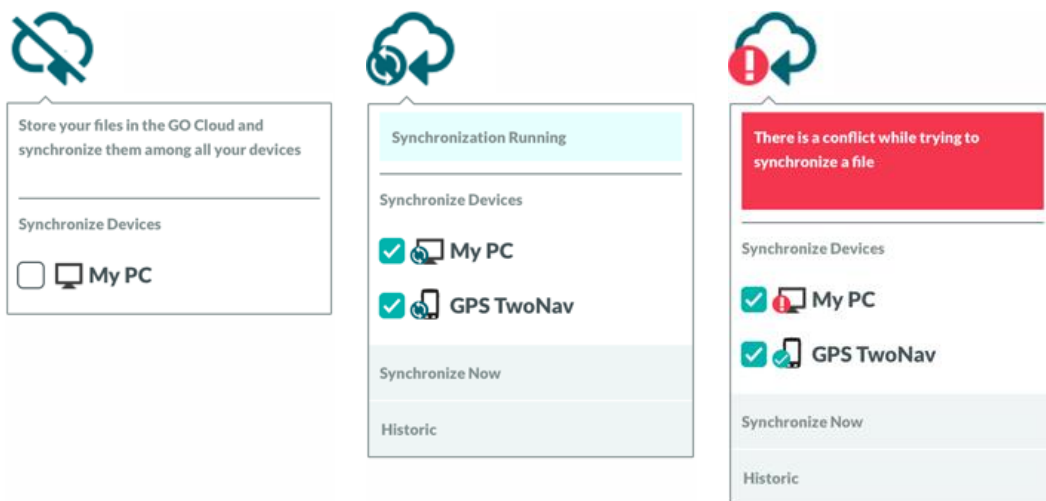 Store your files in the GO Cloud and
synchronize them among all your devices
Synchronize Devices
My PC
Synchronization Running
Synchronize Devices
My PC
GPS TwoNav
Synchronize Now
Historic
There is a conflict while trying to
synchronize a file
Synchronize Devices
My PC
GPS TwoNav
Synchronize Now
Historic